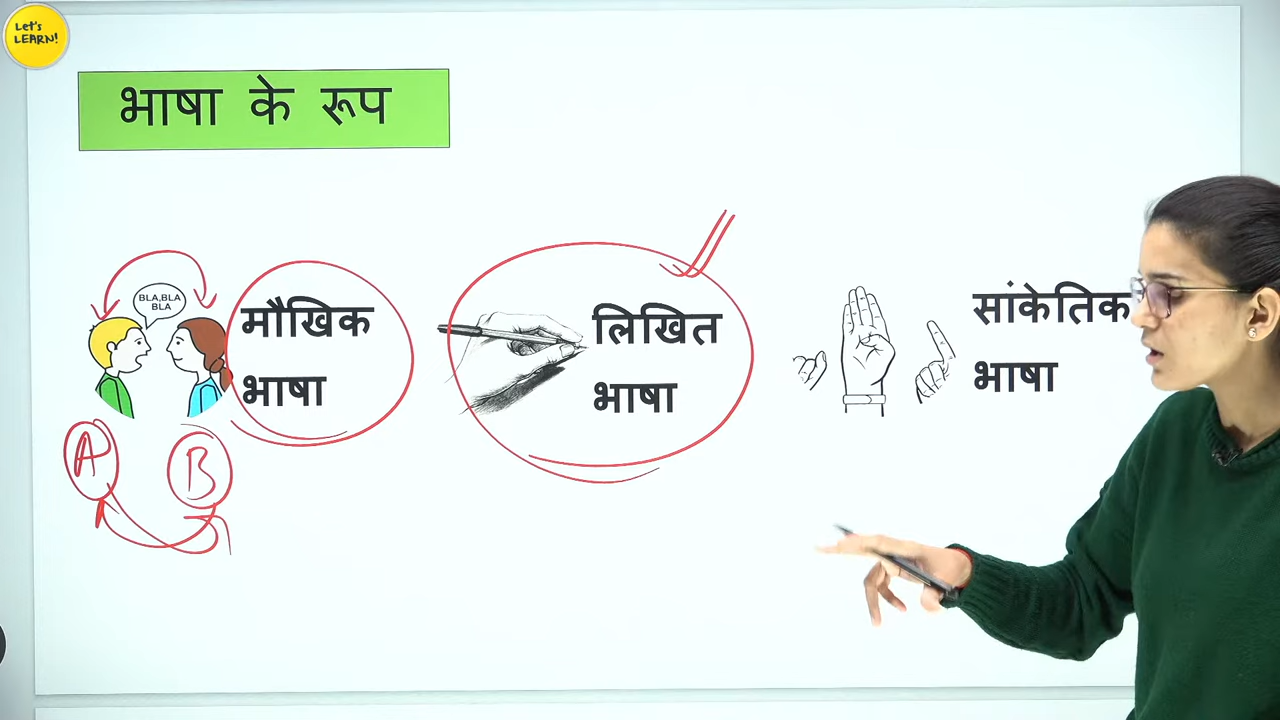 Let's
LEARN!
भाषा के रूप
BLA,BLA
BLA
मौखिक
भाषा
लिखित
भाषा
सांकेतिक
भाषा
A
B